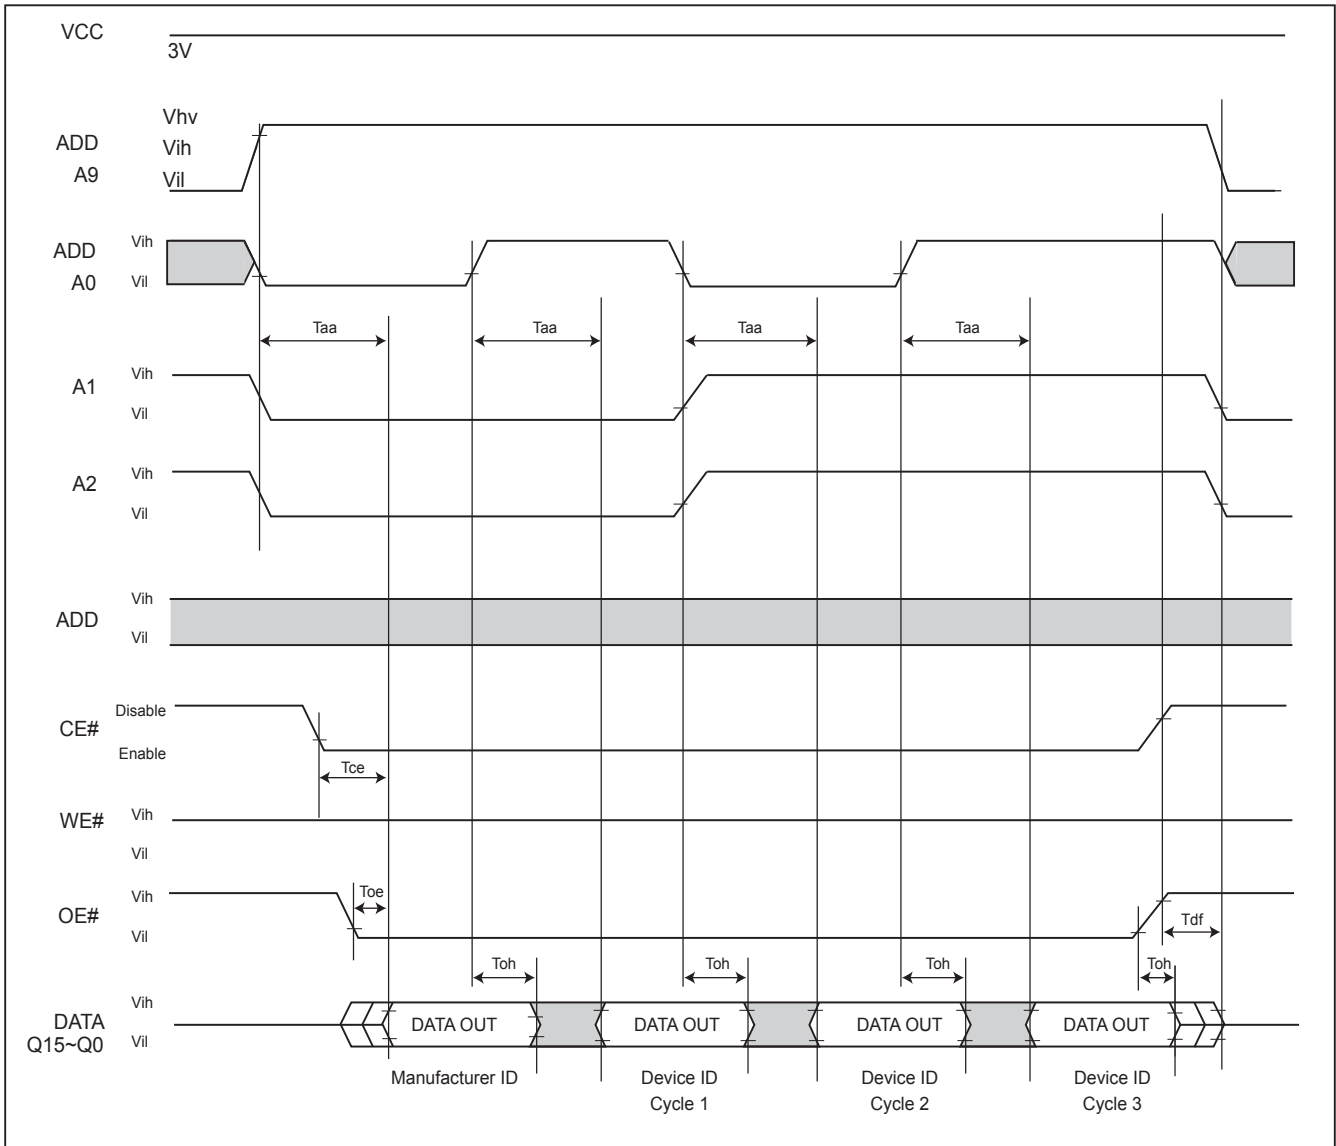 VCC
3V
Vhv
ADD
Vih
A9
Vil
ADD
Vih
A0
Vil
Taa Taa Taa Taa
A1
Vih
Vil
A2
Vih
Vil
ADD
Vih
Vil
CE#
Disable
Enable
Tce
WE#
Vih
Vil
OE#
Vih
Vil
Toe
Tdf
Toh Toh Toh Toh
DATA
Q15~Q0
Vih
Vil
DATA OUT DATA OUT DATA OUT DATA OUT
Manufacturer ID
Device ID
Cycle 1
Device ID
Cycle 2
Device ID
Cycle 3